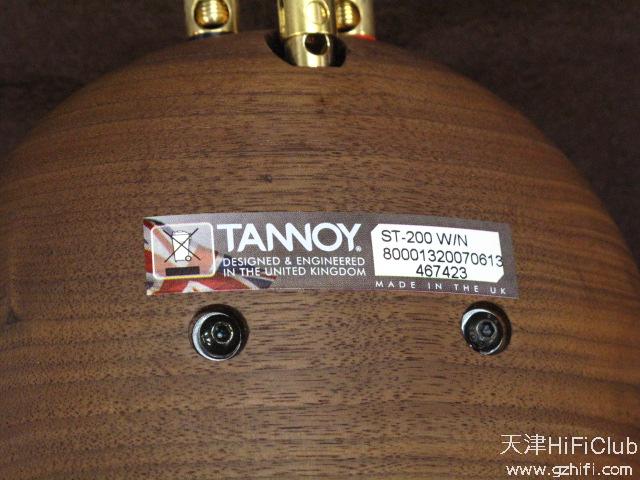 TANNOY®
DESIGNED & ENGINEERED
IN THE UNITED KINGDOM
ST-200 W/N
80001320070613
467423
MADE IN THE UK
天津HiFiClub
www.gzhifi.com